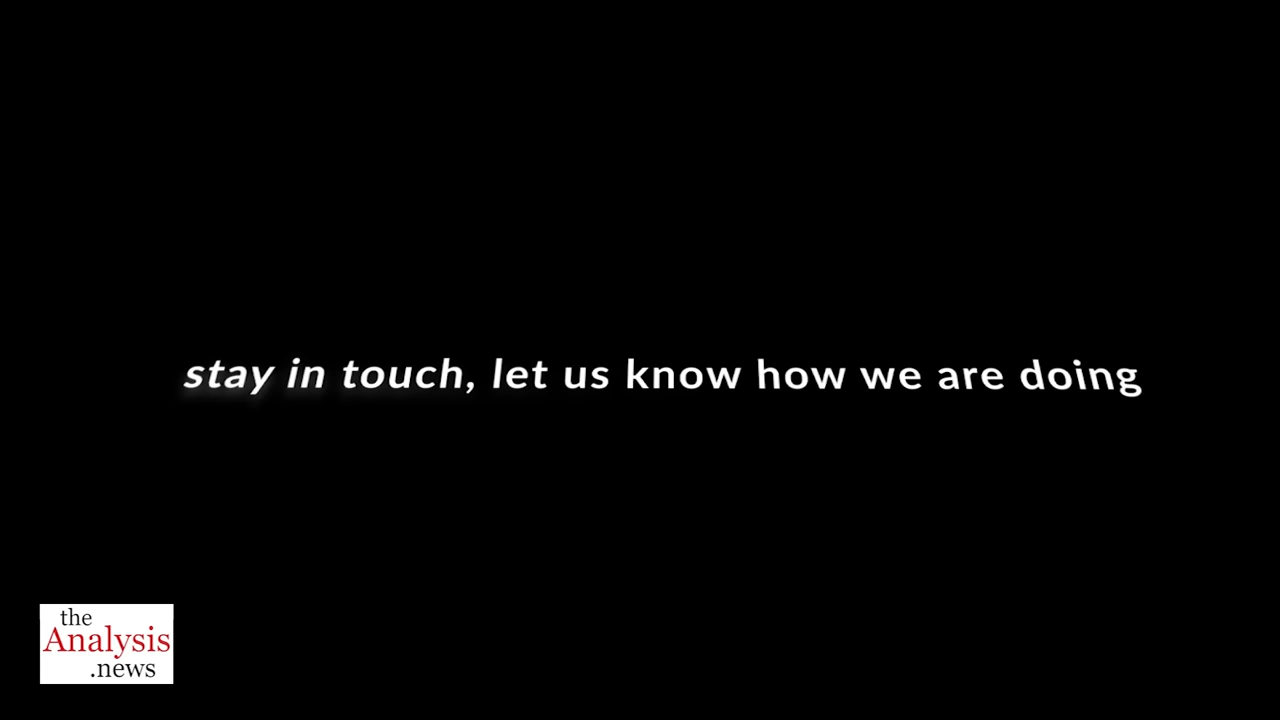 stay in touch, let us know how we are doing
the
Analysis
.news